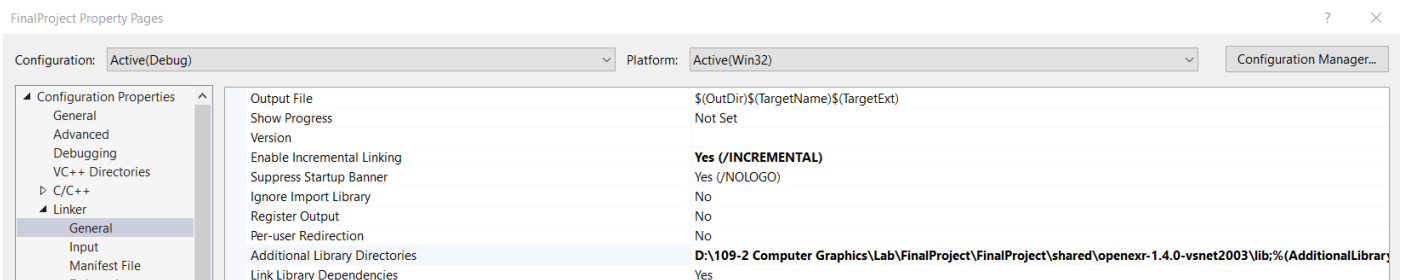 FinalProject Property Pages ? ×
Configuration: Active(Debug) Platform: Active(Win32) Configuration Manager...
Configuration Properties
General
Advanced
Debugging
VC++ Directories
C/C++
Linker
General
Input
Manifest File
Output File $(OutDir)$(TargetName)$(TargetExt)
Show Progress Not Set
Version
Enable Incremental Linking Yes (/INCREMENTAL)
Suppress Startup Banner Yes (/NOLOGO)
Ignore Import Library No
Register Output No
Per-user Redirection No
Additional Library Directories D:\109-2 Computer Graphics\Lab\FinalProject\FinalProject\shared\openexr-1.4.0-vsnet2003\lib;%(AdditionalLibrary
Link Library Dependencies Yes